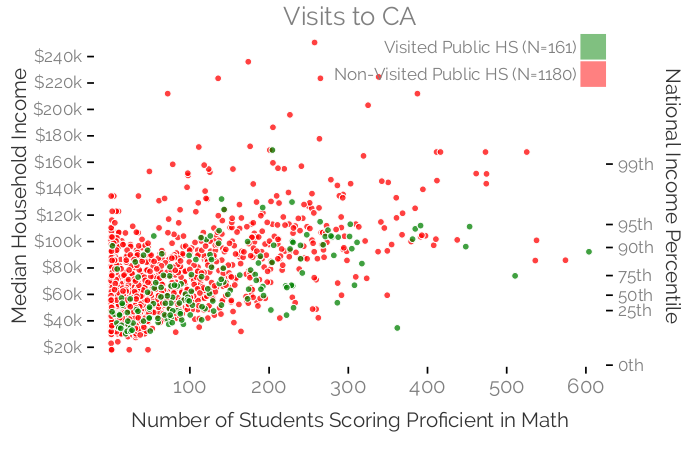 Visits to CA
Visited Public HS (N=161)
Non-Visited Public HS (N=1180)
Median Household Income
$240k
$220k
$200k
$180k
$160k
$140k
$120k
$100k
$80k
$60k
$40k
$20k
National Income Percentile
99th
95th
90th
75th
50th
25th
0th
100
200
300
400
500
600
Number of Students Scoring Proficient in Math